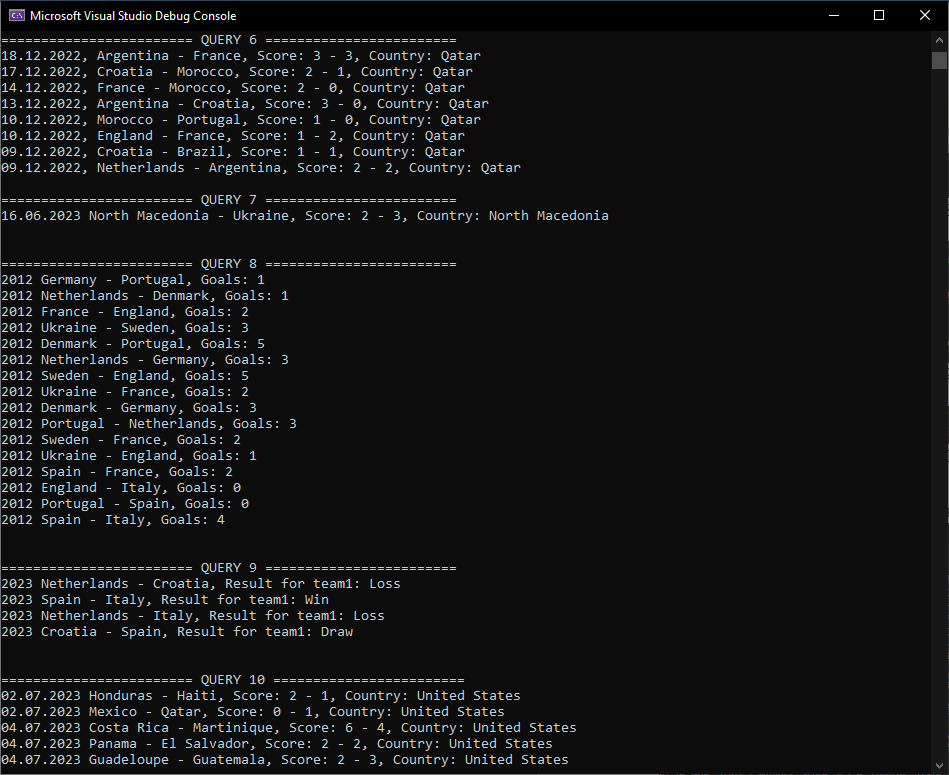 Microsoft Visual Studio Debug Console
======================== QUERY 6 ========================
18.12.2022, Argentina - France, Score: 3 - 3, Country: Qatar
17.12.2022, Croatia - Morocco, Score: 2 - 1, Country: Qatar
14.12.2022, France - Morocco, Score: 2 - 0, Country: Qatar
13.12.2022, Argentina - Croatia, Score: 3 - 0, Country: Qatar
10.12.2022, Morocco - Portugal, Score: 1 - 0, Country: Qatar
10.12.2022, England - France, Score: 1 - 2, Country: Qatar
09.12.2022, Croatia - Brazil, Score: 1 - 1, Country: Qatar
09.12.2022, Netherlands - Argentina, Score: 2 - 2, Country: Qatar
======================== QUERY 7 ========================
16.06.2023 North Macedonia - Ukraine, Score: 2 - 3, Country: North Macedonia
======================== QUERY 8 ========================
2012 Germany - Portugal, Goals: 1
2012 Netherlands - Denmark, Goals: 1
2012 France - England, Goals: 2
2012 Ukraine - Sweden, Goals: 3
2012 Denmark - Portugal, Goals: 5
2012 Netherlands - Germany, Goals: 3
2012 Sweden - England, Goals: 5
2012 Ukraine - France, Goals: 2
2012 Denmark - Germany, Goals: 3
2012 Portugal - Netherlands, Goals: 3
2012 Sweden - France, Goals: 2
2012 Ukraine - England, Goals: 1
2012 Spain - France, Goals: 2
2012 England - Italy, Goals: 0
2012 Portugal - Spain, Goals: 0
2012 Spain - Italy, Goals: 4
======================== QUERY 9 ========================
2023 Netherlands - Croatia, Result for team1: Loss
2023 Spain - Italy, Result for team1: Win
2023 Netherlands - Italy, Result for team1: Loss
2023 Croatia - Spain, Result for team1: Draw
======================== QUERY 10 ========================
02.07.2023 Honduras - Haiti, Score: 2 - 1, Country: United States
02.07.2023 Mexico - Qatar, Score: 0 - 1, Country: United States
04.07.2023 Costa Rica - Martinique, Score: 6 - 4, Country: United States
04.07.2023 Panama - El Salvador, Score: 2 - 2, Country: United States
04.07.2023 Guadeloupe - Guatemala, Score: 2 - 3, Country: United States